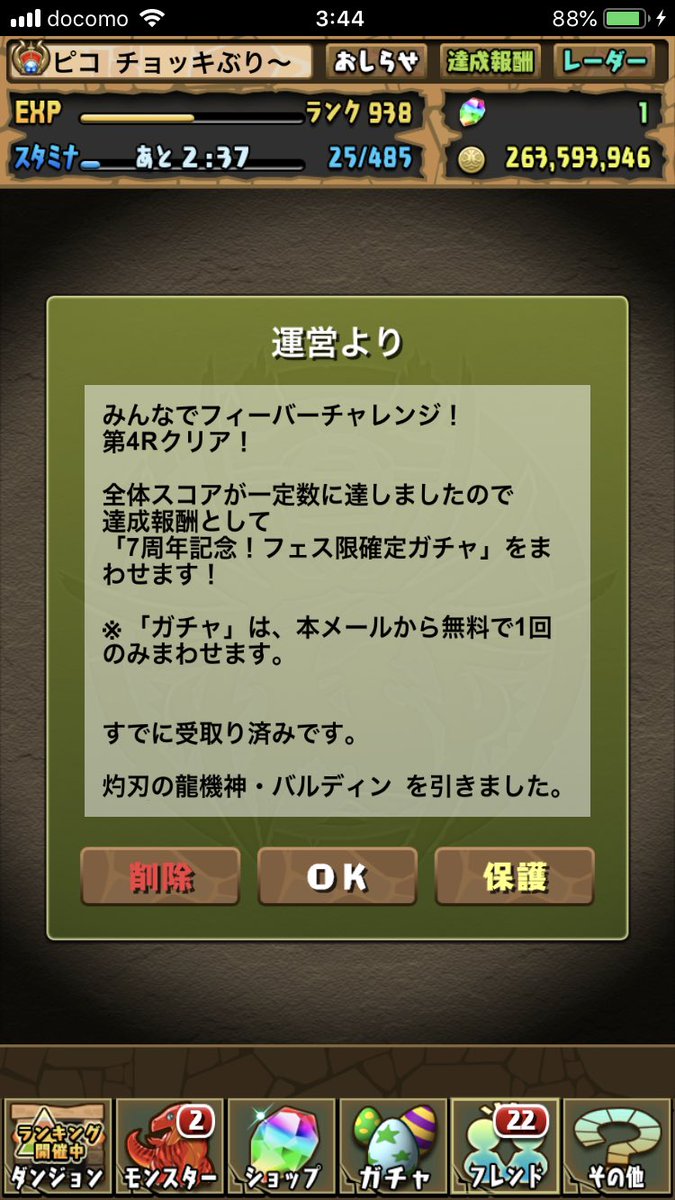 docomo 3:44 88%
ピコ チョッキぶり～ おしらせ 達成報酬 レーダー
EXP ランク 938 1
スタミナ あと 2:37 25/485 263,593,946
運営より
みんなでフィーバーチャレンジ！
第4Rクリア！
全体スコアが一定数に達しましたので
達成報酬として
「7周年記念！フェス限確定ガチャ」をま
わせます！
※「ガチャ」は、本メールから無料で1回
のみまわせます。
すでに受取り済みです。
灼刃の龍機神・バルディン を引きました。
削除 OK 保護
ランキング
開催中
2 22
ダンジョン モンスター ショップ ガチャ フレンド その他